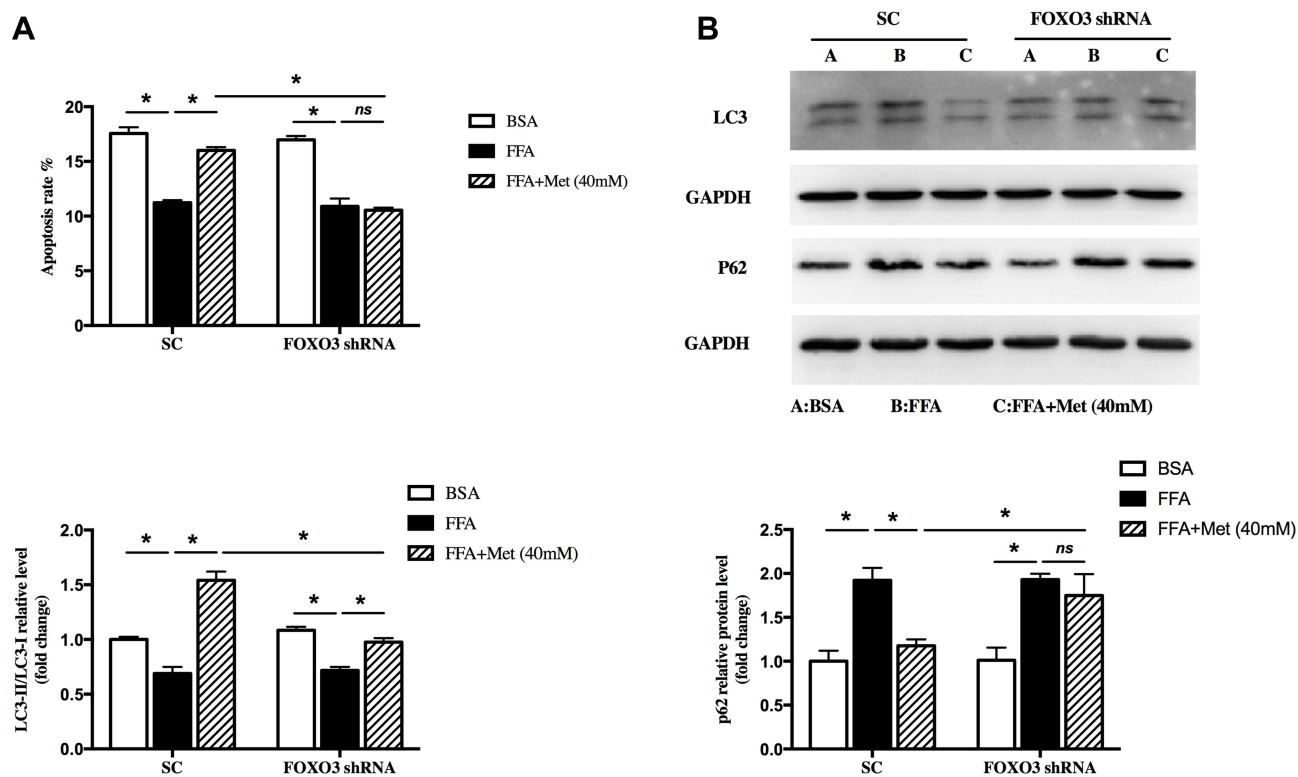 A
B
SC
FOXO3 shRNA
A B C A B C
LC3
GAPDH
P62
GAPDH
A:BSA B:FFA C:FFA+Met (40mM)
Apoptosis rate %
20
15
10
5
0
* * * * ns
SC FOXO3 shRNA
BSA
FFA
FFA+Met (40mM)
LC3-II/LC3-I relative level
(fold change)
2.0
1.5
1.0
0.5
0.0
* * * * *
SC FOXO3 shRNA
BSA
FFA
FFA+Met (40mM)
p62 relative protein level
(fold change)
2.5
2.0
1.5
1.0
0.5
0.0
* * * * ns
SC FOXO3 shRNA
BSA
FFA
FFA+Met (40mM)